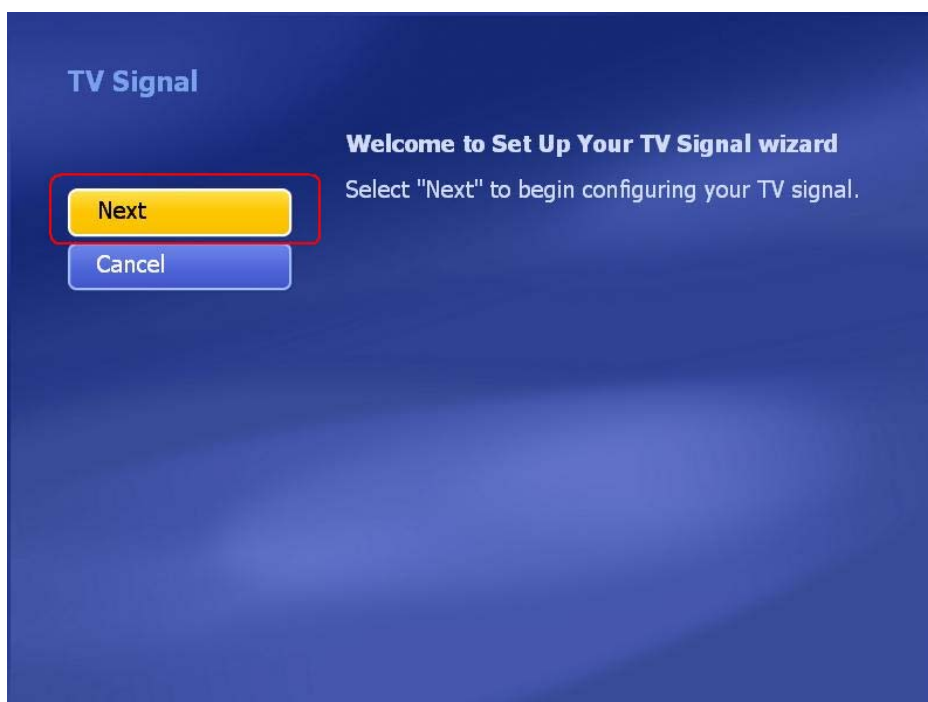 TV Signal
Welcome to Set Up Your TV Signal wizard
Select "Next" to begin configuring your TV signal.
Next
Cancel